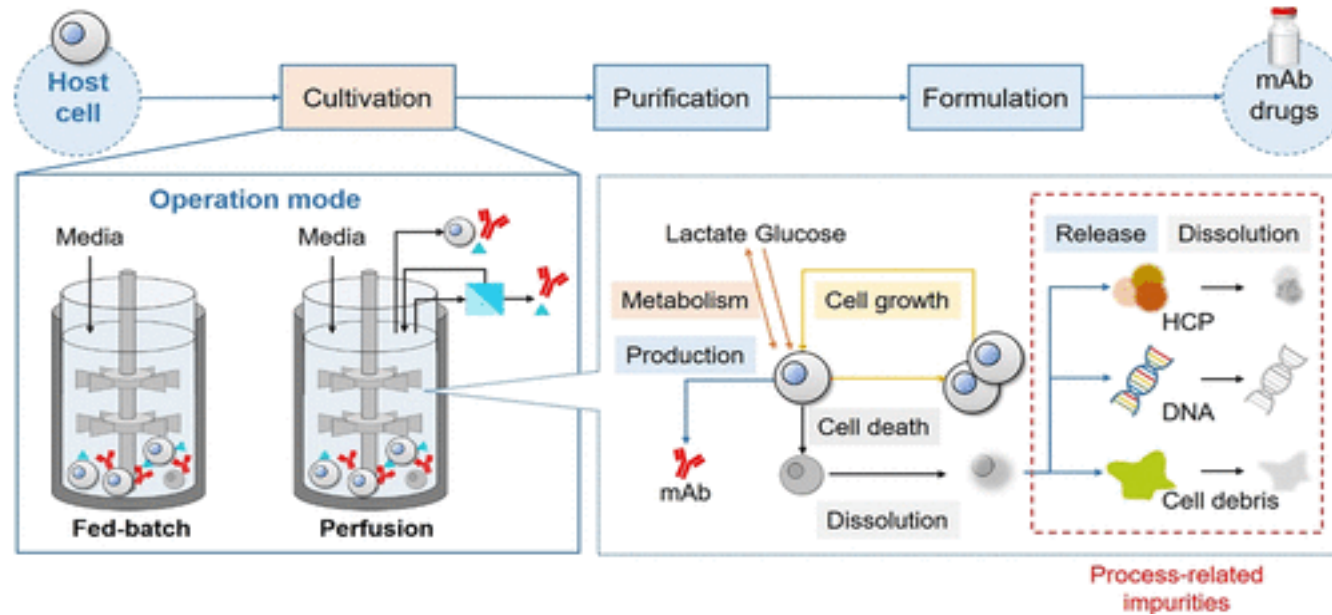 Host
cell
Cultivation
Purification
Formulation
mAb
drugs
Operation mode
Media
Media
Fed-batch
Perfusion
Lactate Glucose
Metabolism
Cell growth
Production
Cell death
mAb
Dissolution
Release
Dissolution
HCP
DNA
Cell debris
Process-related
impurities